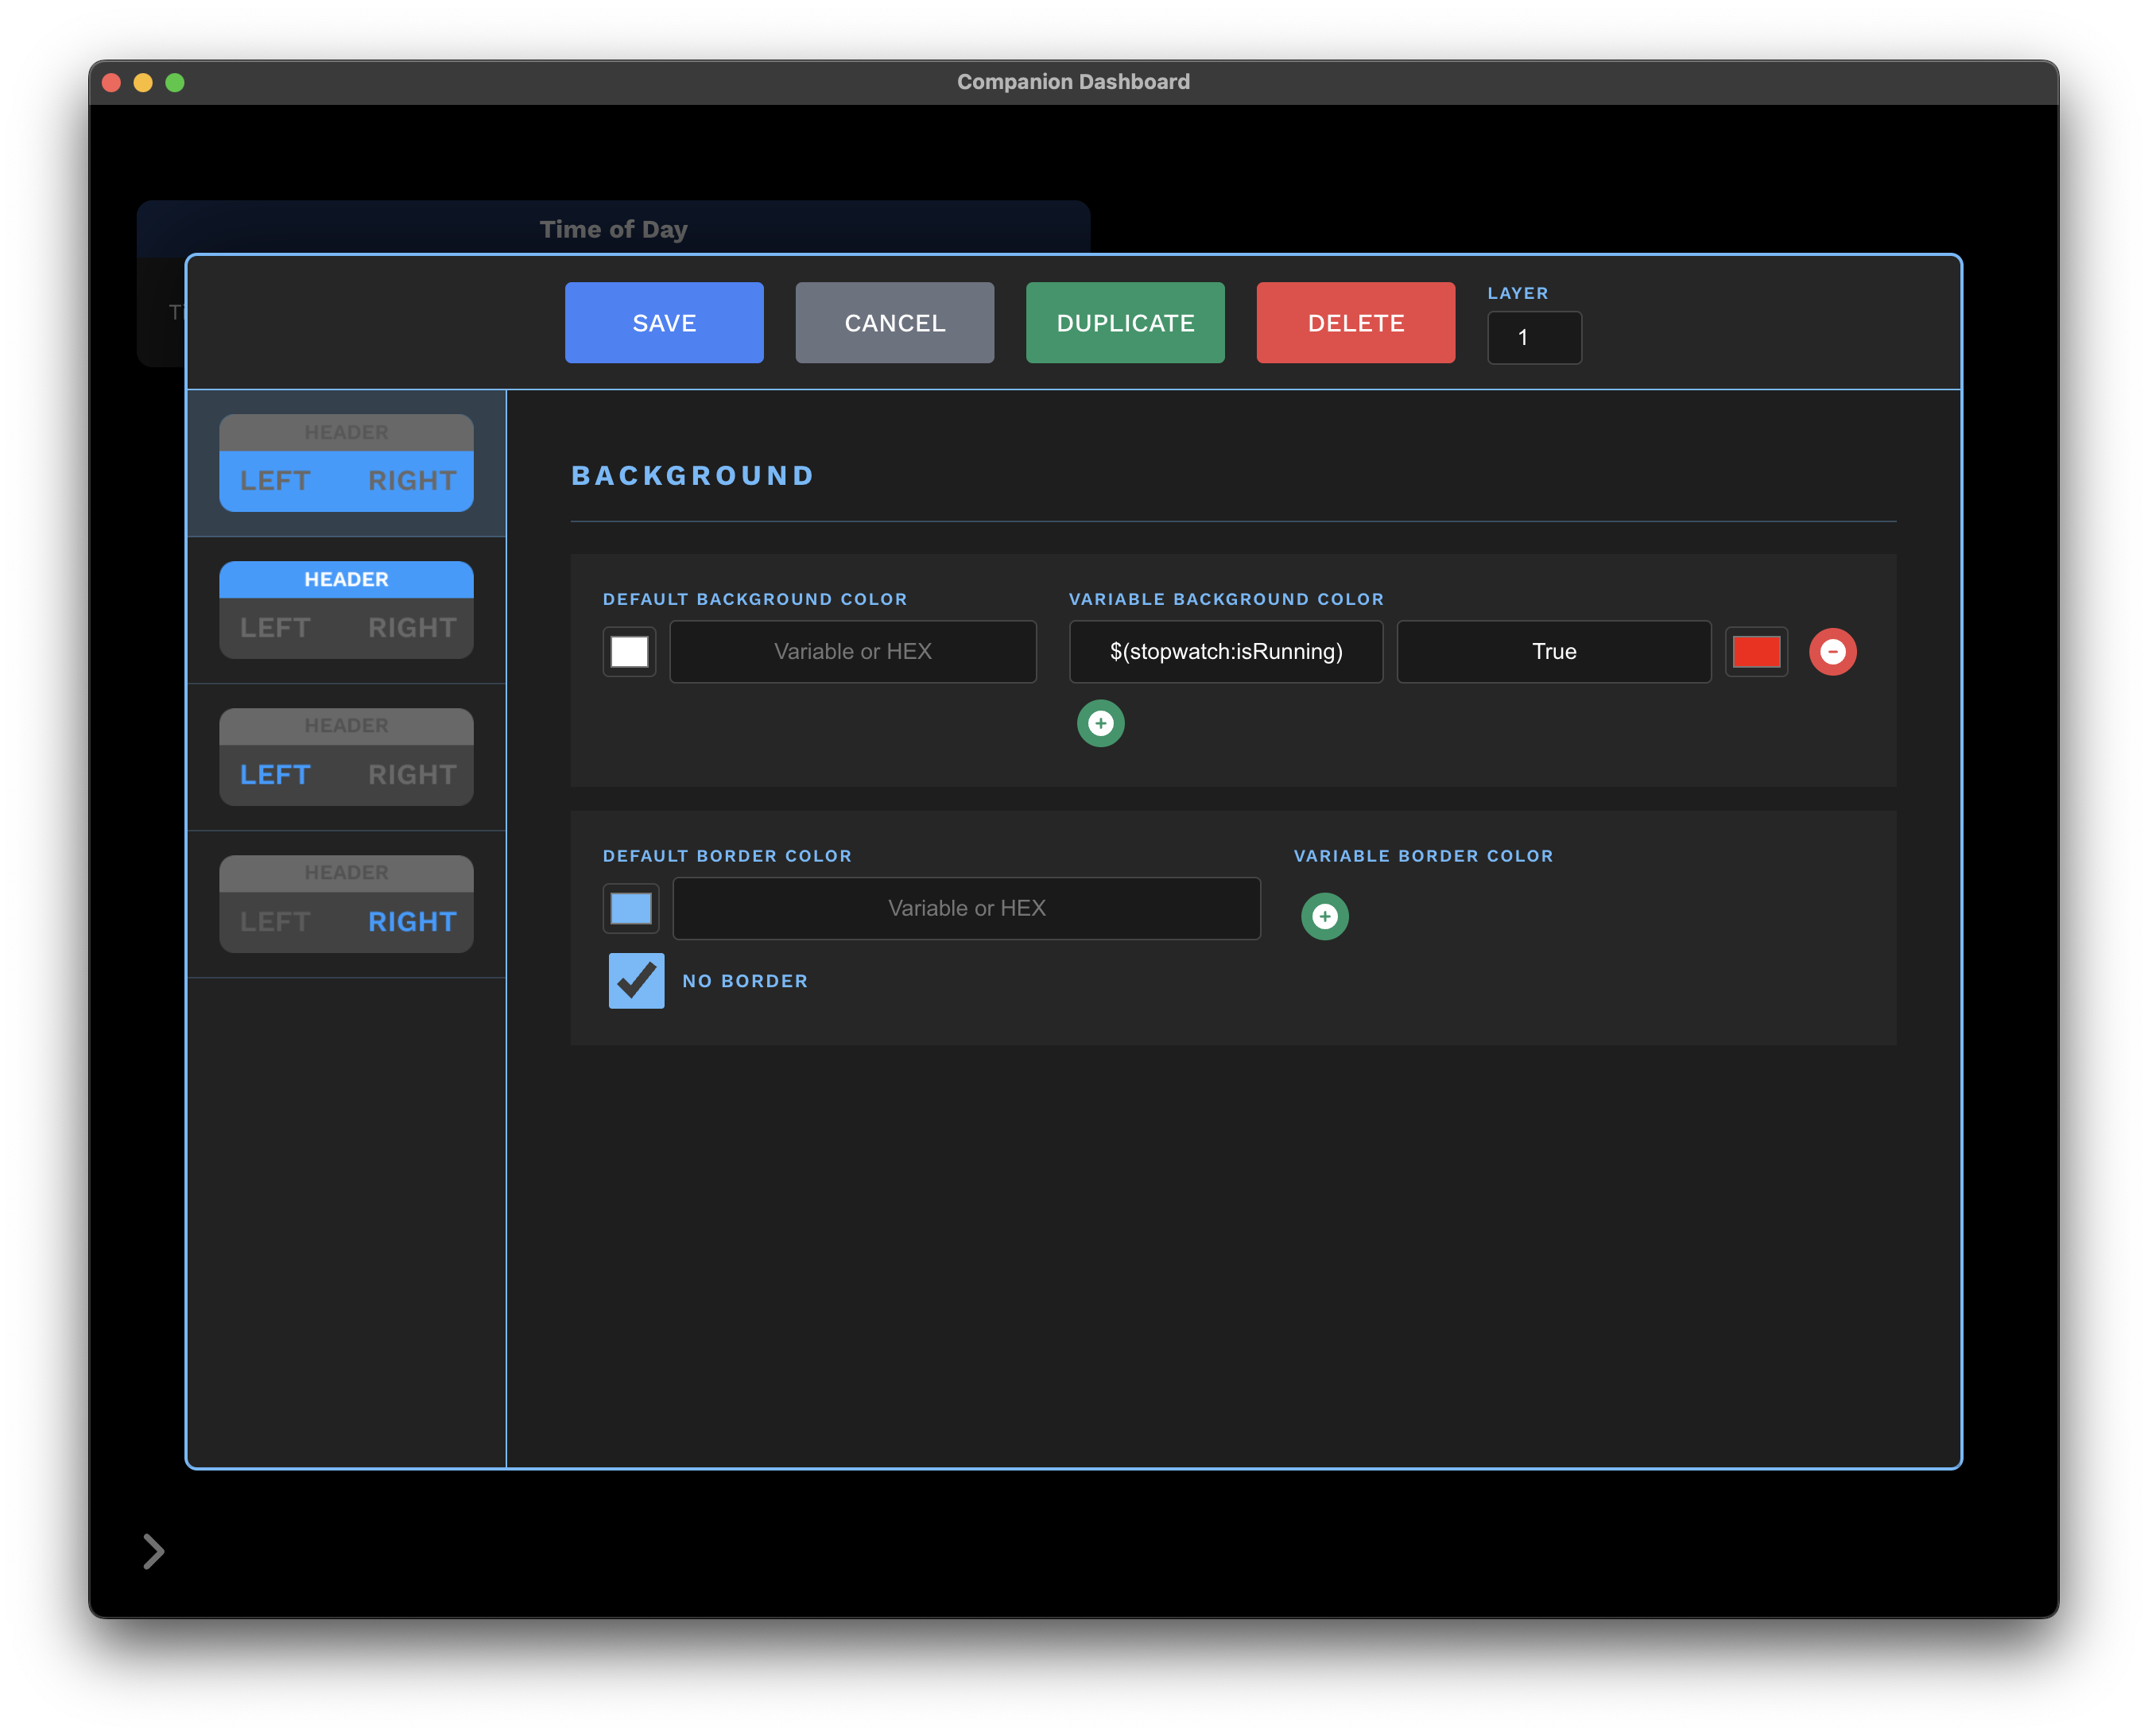 Companion Dashboard
Time of Day
SAVE
CANCEL
DUPLICATE
DELETE
LAYER
1
HEADER
LEFT RIGHT
HEADER
LEFT RIGHT
HEADER
LEFT RIGHT
HEADER
LEFT RIGHT
BACKGROUND
DEFAULT BACKGROUND COLOR
Variable or HEX
VARIABLE BACKGROUND COLOR
$(stopwatch:isRunning)
True
DEFAULT BORDER COLOR
Variable or HEX
NO BORDER
VARIABLE BORDER COLOR